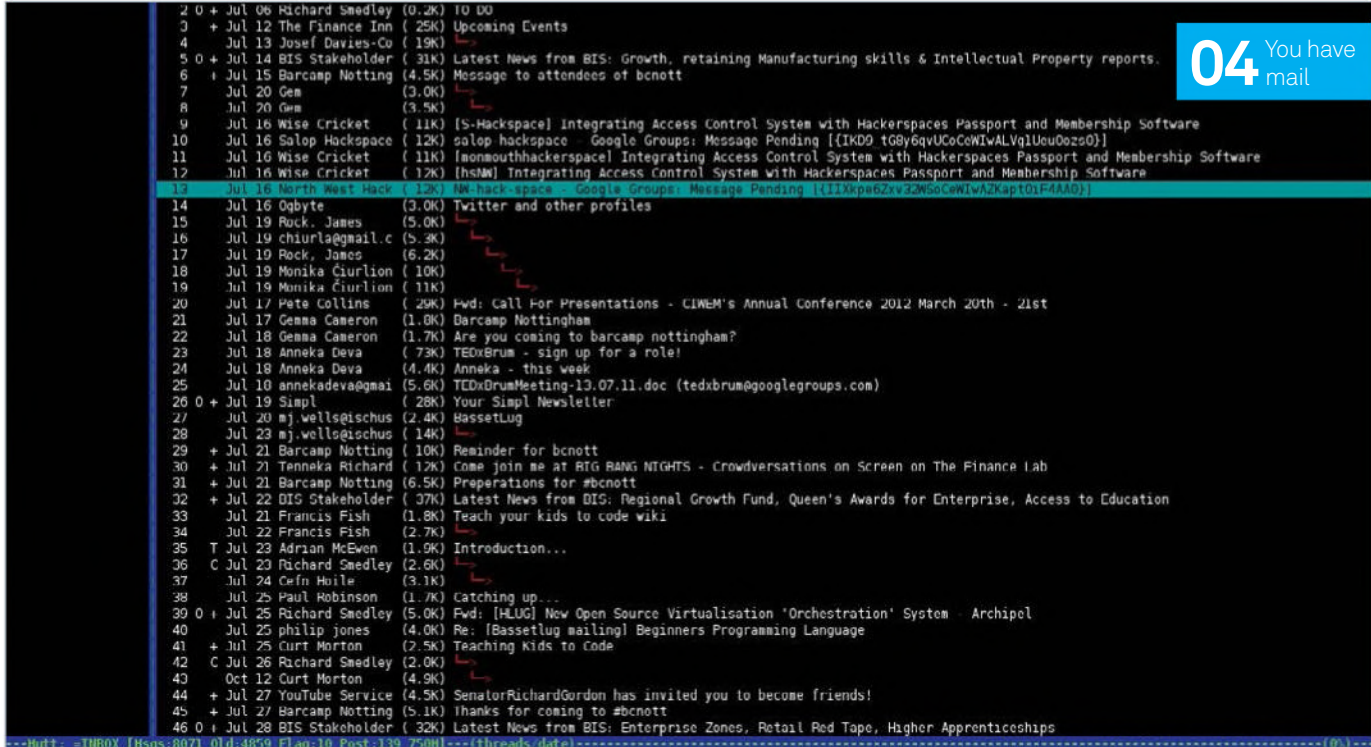 2 O + Jul 06 Richard Smedley (0.2K) TO DO
3 + Jul 12 The Finance Inn ( 25K) Upcoming Events
4 Jul 13 Josef Davies-Co ( 19K) └─>
5 O + Jul 14 BIS Stakeholder ( 31K) Latest News from BIS: Growth, retaining Manufacturing skills & Intellectual Property reports.
6 + Jul 15 Barcamp Notting (4.5K) Message to attendees of bcnott
7 Jul 20 Gem (3.0K) └─>
8 Jul 20 Gem (3.5K) └─>
9 Jul 16 Wise Cricket ( 11K) [S-Hackspace] Integrating Access Control System with Hackerspaces Passport and Membership Software
10 Jul 16 Salop Hackspace ( 12K) salop-hackspace - Google Groups: Message Pending
11 Jul 16 Wise Cricket ( 11K) [monmouthhackerspace] Integrating Access Control System with Hackerspaces Passport and Membership Software
12 Jul 16 Wise Cricket ( 12K) [hsNW] Integrating Access Control System with Hackerspaces Passport and Membership Software
13 Jul 16 North West Hack ( 12K) NW-hack-space - Google Groups: Message Pending
14 Jul 16 Ogbyte (3.0K) Twitter and other profiles
15 Jul 19 Rock, James (5.0K) └─>
16 Jul 19 chiurla@gmail.c (5.3K) └─>
17 Jul 19 Rock, James (6.2K) └─>
18 Jul 19 Monika Čiurlion ( 10K) └─>
19 Jul 19 Monika Čiurlion ( 11K) └─>
20 Jul 17 Pete Collins ( 29K) Fwd: Call For Presentations - CIWEM's Annual Conference 2012 March 20th - 21st
21 Jul 17 Gemma Cameron (1.8K) Barcamp Nottingham
22 Jul 18 Gemma Cameron (1.7K) Are you coming to barcamp nottingham?
23 Jul 18 Anneka Deva ( 73K) TEDxBrum - sign up for a role!
24 Jul 18 Anneka Deva (4.4K) Anneka - this week
25 Jul 18 annekadeva@gmai (5.6K) TEDxBrumMeeting-13.07.11.doc (tedxbrum@googlegroups.com)
26 O + Jul 19 Simpl ( 28K) Your Simpl Newsletter
27 Jul 20 mj.wells@ischus (2.4K) BassetLug
28 Jul 23 mj.wells@ischus ( 14K) └─>
29 + Jul 21 Barcamp Notting ( 10K) Reminder for bcnott
30 + Jul 21 Tenneka Richard ( 12K) Come join me at BIG BANG NIGHTS - Crowdversations on Screen on The Finance Lab
31 + Jul 21 Barcamp Notting (6.5K) Preperations for #bcnott
32 + Jul 22 BIS Stakeholder ( 37K) Latest News from BIS: Regional Growth Fund, Queen's Awards for Enterprise, Access to Education
33 Jul 21 Francis Fish (1.8K) Teach your kids to code wiki
34 Jul 22 Francis Fish (2.7K) └─>
35 T Jul 23 Adrian McEwen (1.9K) Introduction...
36 C Jul 23 Richard Smedley (2.6K) └─>
37 Jul 24 Cefn Hoile (3.1K) └─>
38 Jul 25 Paul Robinson (1.7K) Catching up...
39 O + Jul 25 Richard Smedley (5.0K) Fwd: [HLUG] New Open Source Virtualisation 'Orchestration' System - Archipel
40 Jul 25 philip jones (4.0K) Re: [Bassetlug mailing] Beginners Programming Language
41 + Jul 25 Curt Morton (2.5K) Teaching Kids to Code
42 C Jul 26 Richard Smedley (2.0K) └─>
43 Oct 12 Curt Morton (4.9K) └─>
44 + Jul 27 YouTube Service (4.5K) SenatorRichardGordon has invited you to become friends!
45 + Jul 27 Barcamp Notting (5.1K) Thanks for coming to #bcnott
46 O + Jul 28 BIS Stakeholder ( 32K) Latest News from BIS: Enterprise Zones, Retail Red Tape, Higher Apprenticeships
---Mutt: =INBOX [Msgs:8071 Old:4859 Flag:10 Post:139 750M]---(threads/date)---(0%)---
04 You have
mail